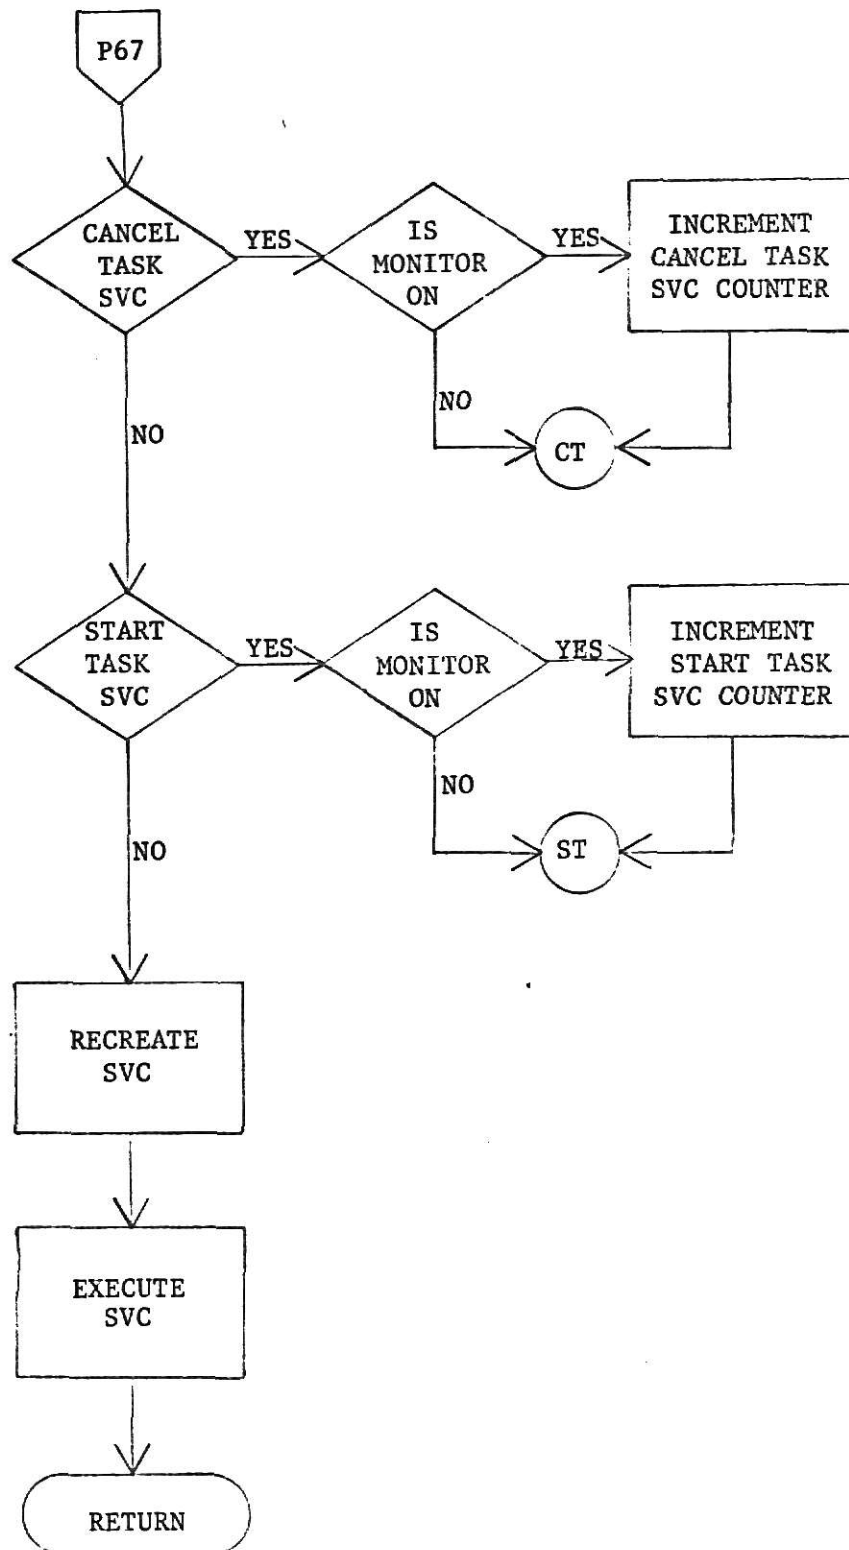 P67
CANCEL
TASK
SVC
YES
IS
MONITOR
ON
YES
INCREMENT
CANCEL TASK
SVC COUNTER
NO
CT
NO
START
TASK
SVC
YES
IS
MONITOR
ON
YES
INCREMENT
START TASK
SVC COUNTER
NO
ST
NO
RECREATE
SVC
EXECUTE
SVC
RETURN